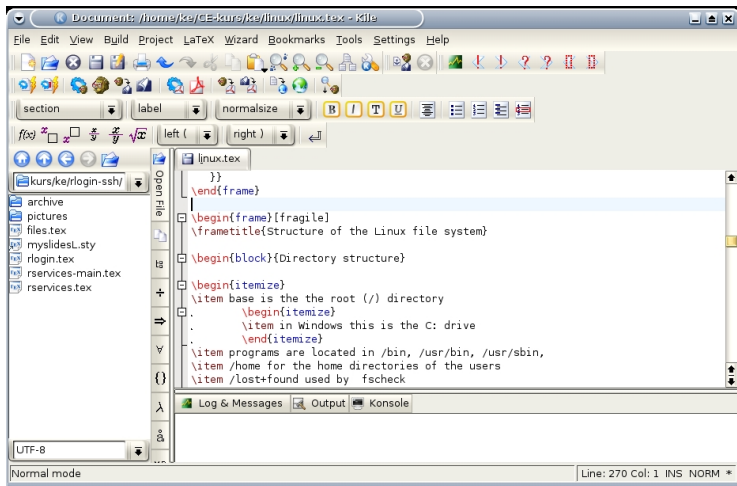 Document: /home/ke/CE-kurs/ke/linux/linux.tex - Kile
File Edit View Build Project LaTeX Wizard Bookmarks Tools Settings Help
section label normalsize B I T U
f(x) left ( right )
kurs/ke/rlogin-ssh/
archive
pictures
files.tex
myslidesL.sty
rlogin.tex
rservices-main.tex
rservices.tex
UTF-8
Open File
linux.tex
}}
\end{frame}
\begin{frame}[fragile]
\frametitle{Structure of the Linux file system}
\begin{block}{Directory structure}
\begin{itemize}
\item base is the the root (/) directory
. \begin{itemize}
. \item in Windows this is the C: drive
. \end{itemize}
\item programs are located in /bin, /usr/bin, /usr/sbin,
\item /home for the home directories of the users
\item /lost+found used by  fscheck
Log & Messages Output Konsole
Normal mode Line: 270 Col: 1 INS NORM *